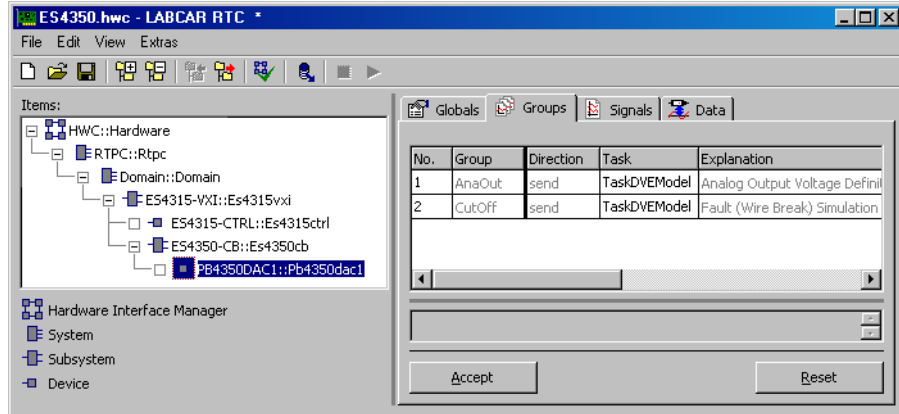 ES4350.hwc - LABCAR RTC *
File Edit View Extras
Items:
HWC::Hardware
RTPC::Rtpc
Domain::Domain
ES4315-VXI::Es4315vxi
ES4315-CTRL::Es4315ctrl
ES4350-CB::Es4350cb
PB4350DAC1::Pb4350dac1
Hardware Interface Manager
System
Subsystem
Device
Globals Groups Signals Data
No. Group Direction Task Explanation
1 AnaOut send TaskDVEModel Analog Output Voltage Definit
2 CutOff send TaskDVEModel Fault (Wire Break) Simulation
Accept Reset